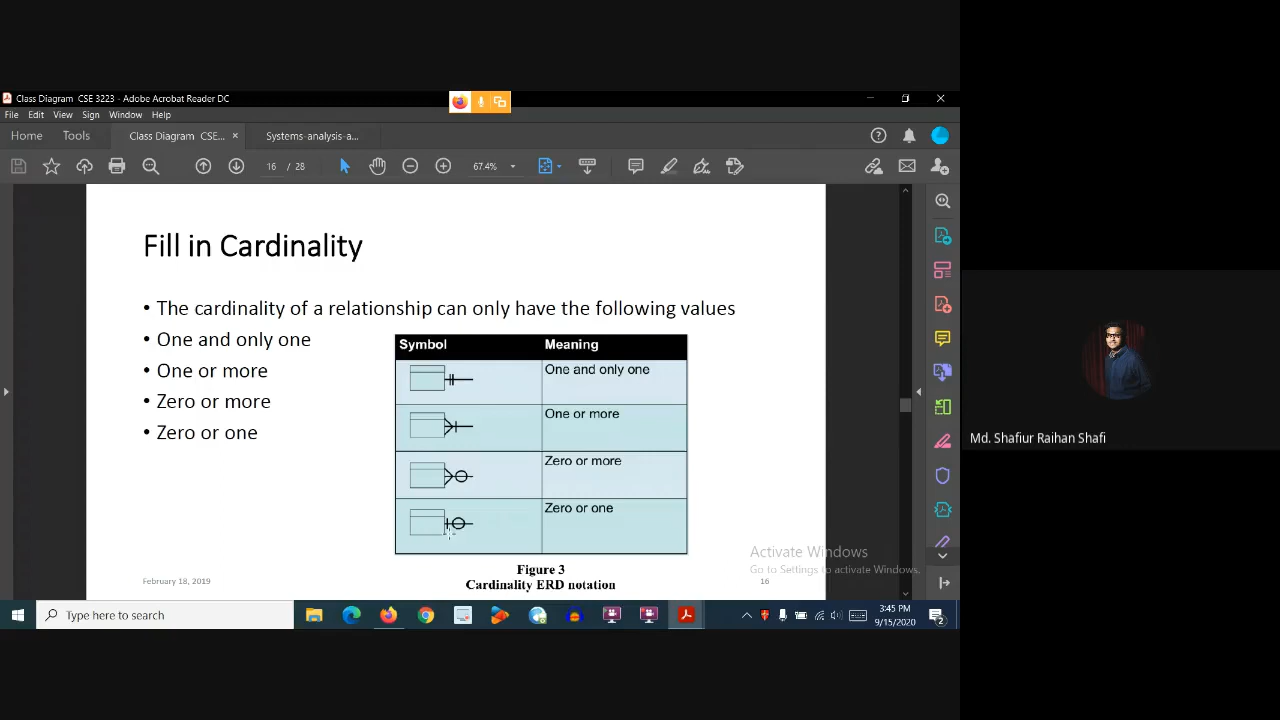 Class Diagram CSE 3223 - Adobe Acrobat Reader DC
File Edit View Sign Window Help
Home Tools Class Diagram CSE... × Systems-analysis-a...
16 / 28 67.4%
Fill in Cardinality
• The cardinality of a relationship can only have the following values
• One and only one
• One or more
• Zero or more
• Zero or one
Symbol Meaning
One and only one
One or more
Zero or more
Zero or one
Figure 3
Cardinality ERD notation
February 18, 2019 16
Activate Windows
Go to Settings to activate Windows.
Md. Shafiur Raihan Shafi
Type here to search
3:45 PM
9/15/2020
2